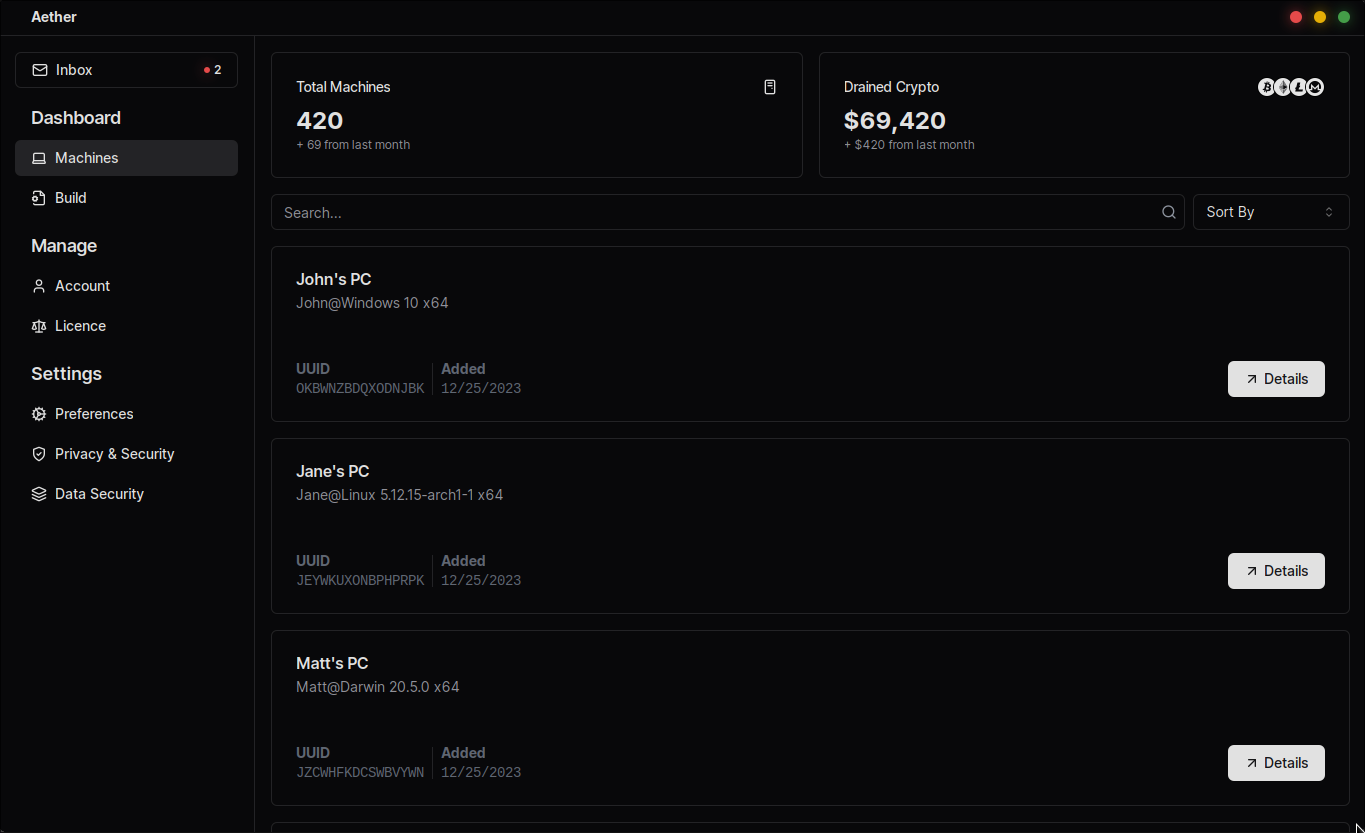 Aether
Inbox
2
Dashboard
Machines
Build
Manage
Account
Licence
Settings
Preferences
Privacy & Security
Data Security
Total Machines
420
+ 69 from last month
Drained Crypto
$69,420
+ $420 from last month
Search...
Sort By
John's PC
John@Windows 10 x64
UUID Added
OKBWNZBDQXODNJBK 12/25/2023
Details
Jane's PC
Jane@Linux 5.12.15-arch1-1 x64
UUID Added
JEYWKUXONBPHPRPK 12/25/2023
Details
Matt's PC
Matt@Darwin 20.5.0 x64
UUID Added
JZCWHFKDCSWBVYWN 12/25/2023
Details